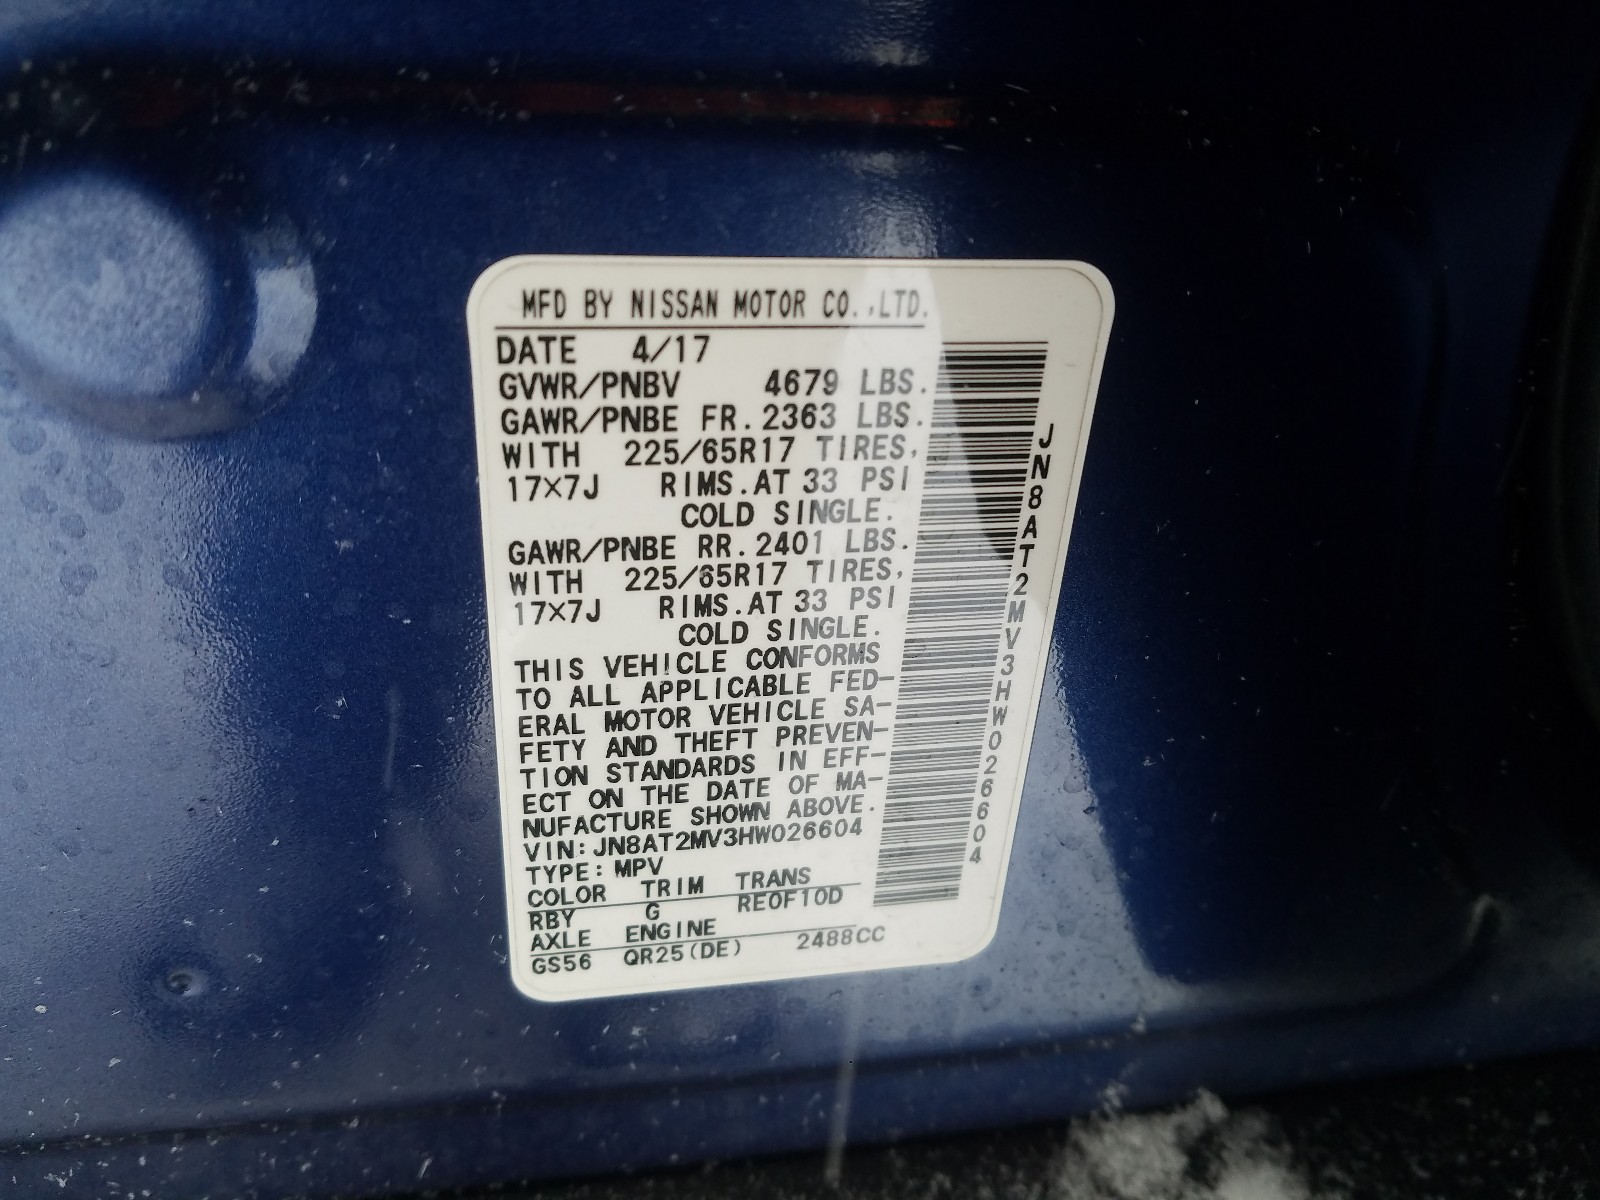 MFD BY NISSAN MOTOR CO.,LTD.
DATE 4/17
GVWR/PNBV 4679 LBS.
GAWR/PNBE FR. 2363 LBS.
WITH 225/65R17 TIRES,
17×7J RIMS.AT 33 PSI
COLD SINGLE.
GAWR/PNBE RR. 2401 LBS.
WITH 225/65R17 TIRES,
17×7J RIMS.AT 33 PSI
COLD SINGLE.
THIS VEHICLE CONFORMS
TO ALL APPLICABLE FED-
ERAL MOTOR VEHICLE SA-
FETY AND THEFT PREVEN-
TION STANDARDS IN EFF-
ECT ON THE DATE OF MA-
NUFACTURE SHOWN ABOVE.
VIN:JN8AT2MV3HW026604
TYPE:MPV
COLOR TRIM TRANS
RBY G RE0F10D
AXLE ENGINE
GS56 QR25(DE) 2488CC
JN8AT2MV3HW026604